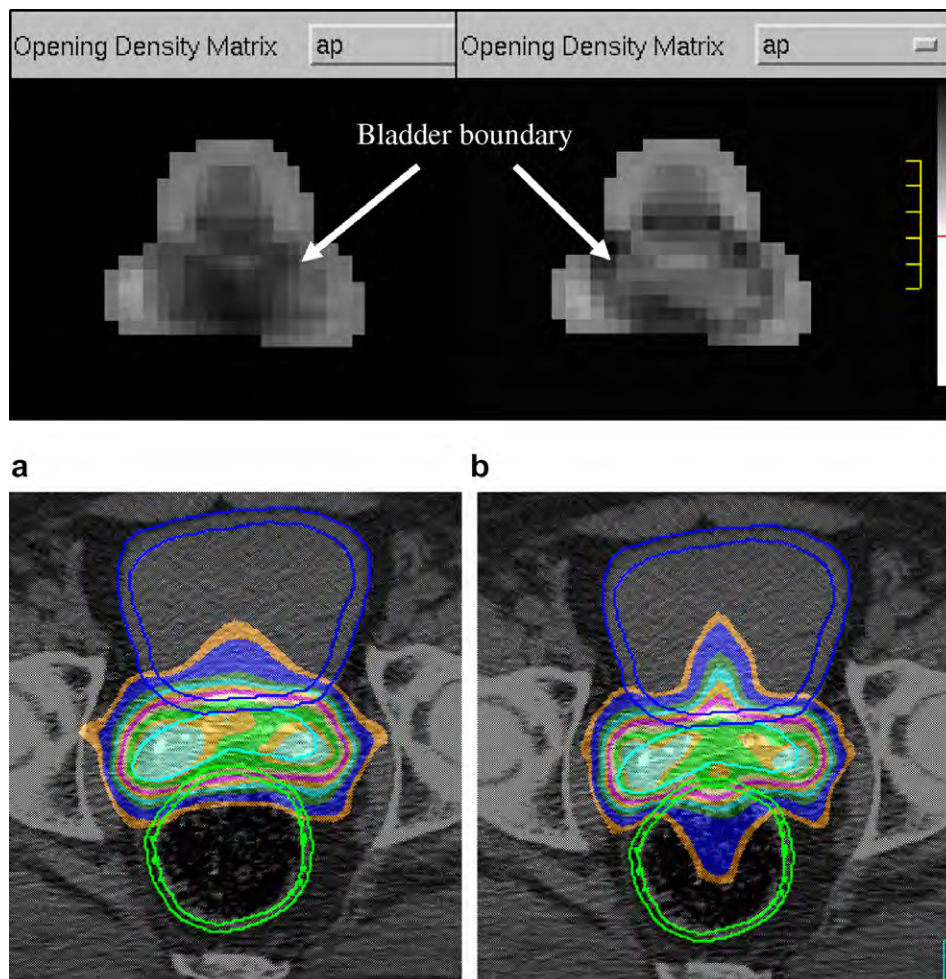 Opening Density Matrix ap Opening Density Matrix ap
Bladder boundary
a b